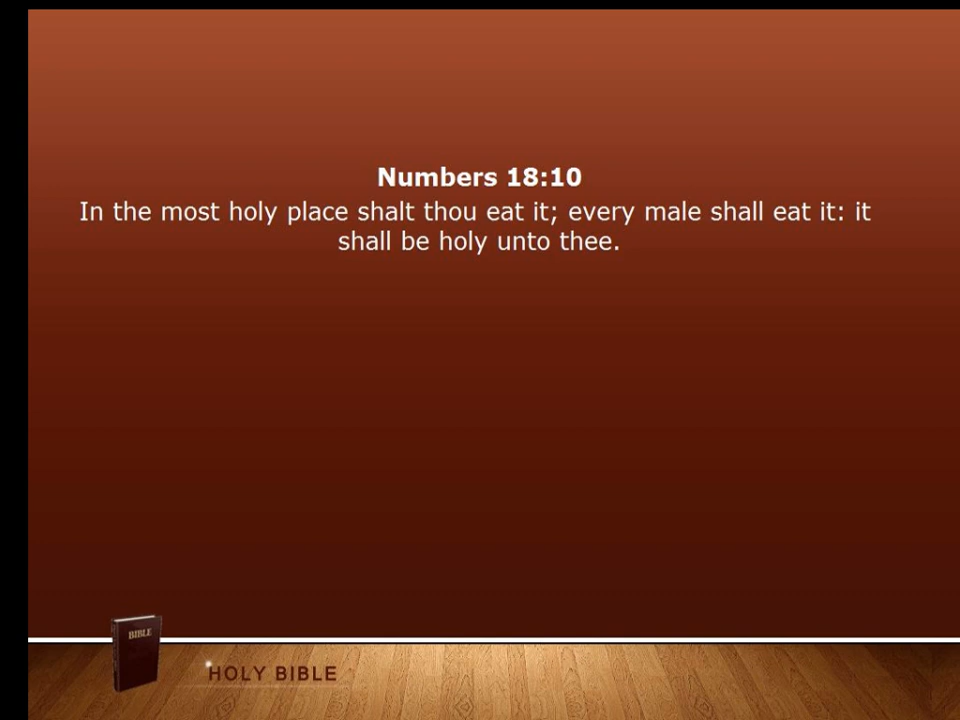 Numbers 18:10
In the most holy place shalt thou eat it; every male shall eat it: it
shall be holy unto thee.
BIBLE
HOLY BIBLE